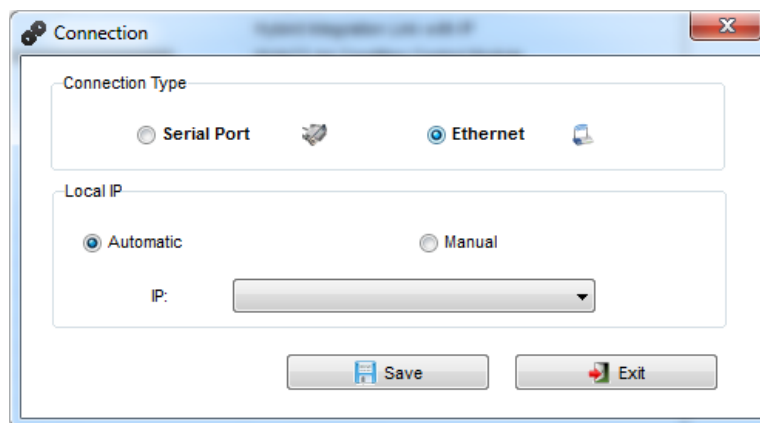 Connection
Connection Type
Serial Port
Ethernet
Local IP
Automatic
Manual
IP:
Save
Exit